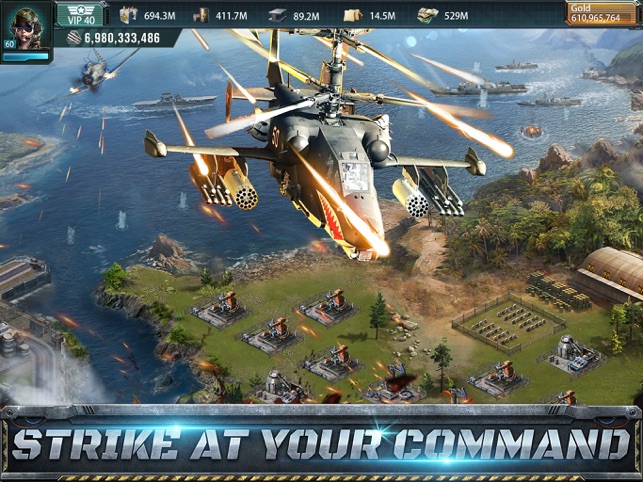 VIP 40
694.3M
411.7M
89.2M
14.5M
529M
Gold
610,965,764
60
6,980,333,486
30
STRIKE AT YOUR COMMAND